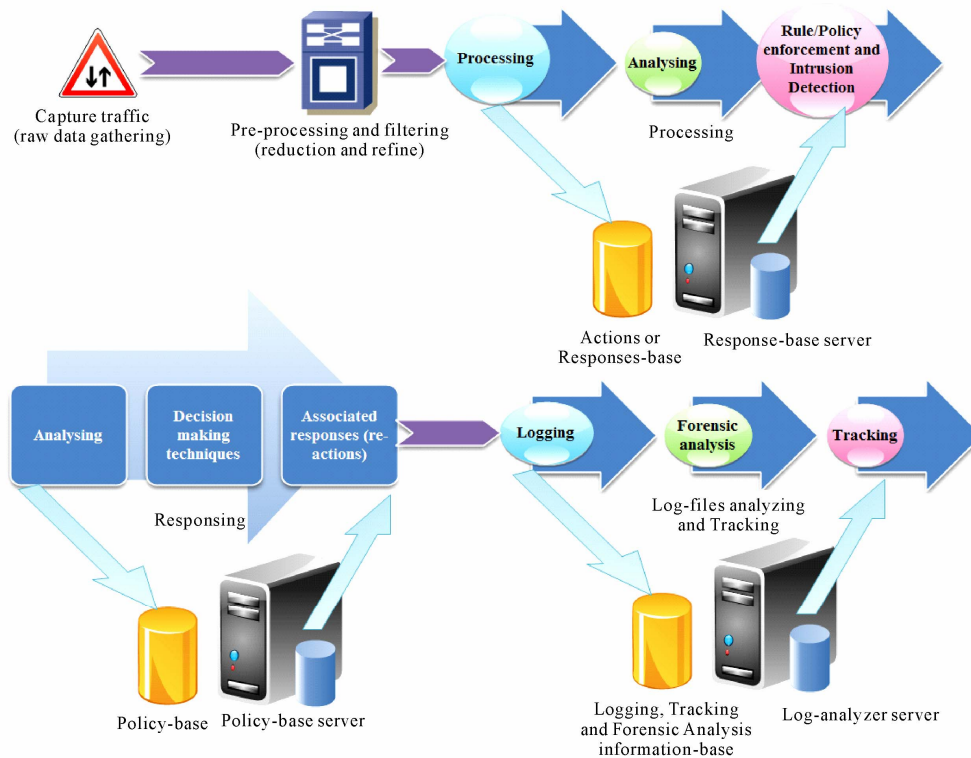 Capture traffic
(raw data gathering)
Pre-processing and filtering
(reduction and refine)
Processing
Analysing
Rule/Policy
enforcement and
Intrusion
Detection
Processing
Actions or
Responses-base
Response-base server
Analysing
Decision
making
techniques
Associated
responses (re-
actions)
Responsing
Policy-base
Policy-base server
Logging
Forensic
analysis
Tracking
Log-files analyzing
and Tracking
Logging, Tracking
and Forensic Analysis
information-base
Log-analyzer server